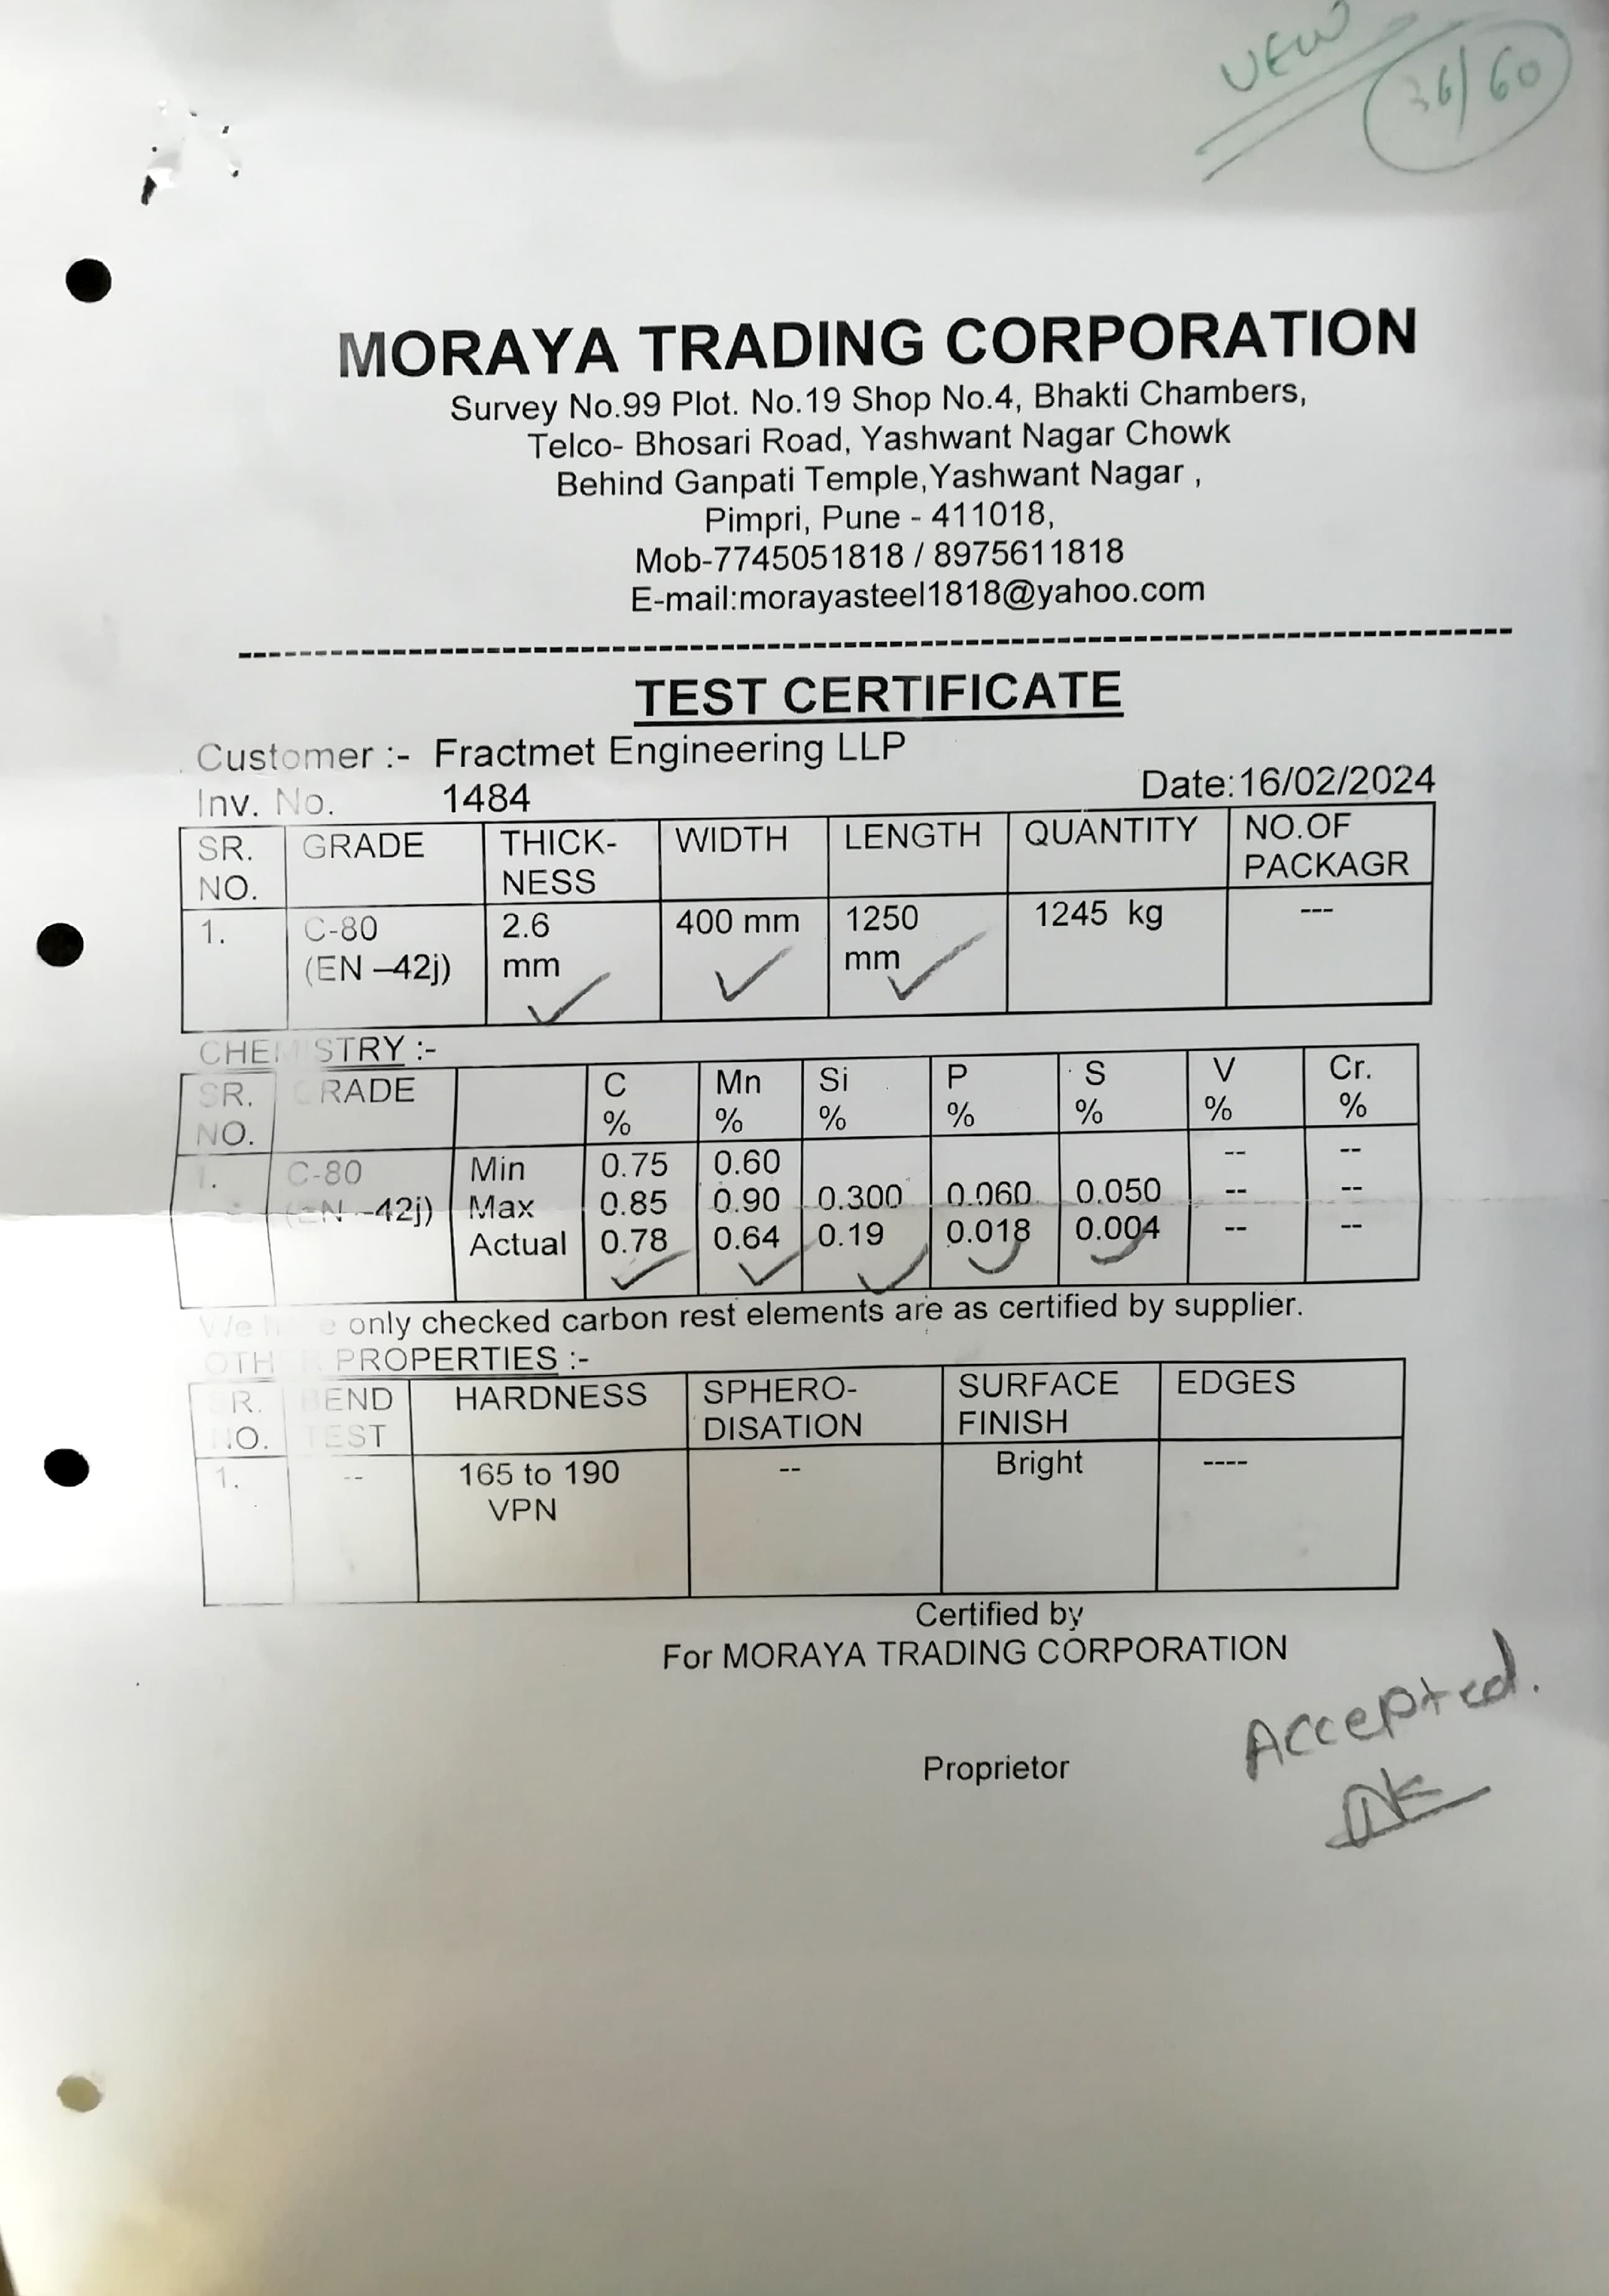 36/60
MORAYA TRADING CORPORATION
Survey No.99 Plot. No.19 Shop No.4, Bhakti Chambers,
Telco- Bhosari Road, Yashwant Nagar Chowk
Behind Ganpati Temple,Yashwant Nagar ,
Pimpri, Pune - 411018,
Mob-7745051818 / 8975611818
E-mail:morayasteel1818@yahoo.com
TEST CERTIFICATE
Customer :- Fractmet Engineering LLP
Inv. No. 1484 Date:16/02/2024
SR. NO. GRADE THICK-NESS WIDTH LENGTH QUANTITY NO.OF PACKAGR
1. C-80 (EN –42j) 2.6 mm 400 mm 1250 mm 1245 kg ---
CHEMISTRY :-
SR. NO. GRADE C % Mn % Si % P % S % V % Cr. %
1. C-80 (EN –42j) Min 0.75 0.60 -- --
Max 0.85 0.90 0.300 0.060 0.050 -- --
Actual 0.78 0.64 0.19 0.018 0.004 -- --
We have only checked carbon rest elements are as certified by supplier.
OTHER PROPERTIES :-
SR. NO. BEND TEST HARDNESS SPHERO-DISATION SURFACE FINISH EDGES
1. -- 165 to 190 VPN -- Bright ----
Certified by
For MORAYA TRADING CORPORATION
Accepted.
Proprietor